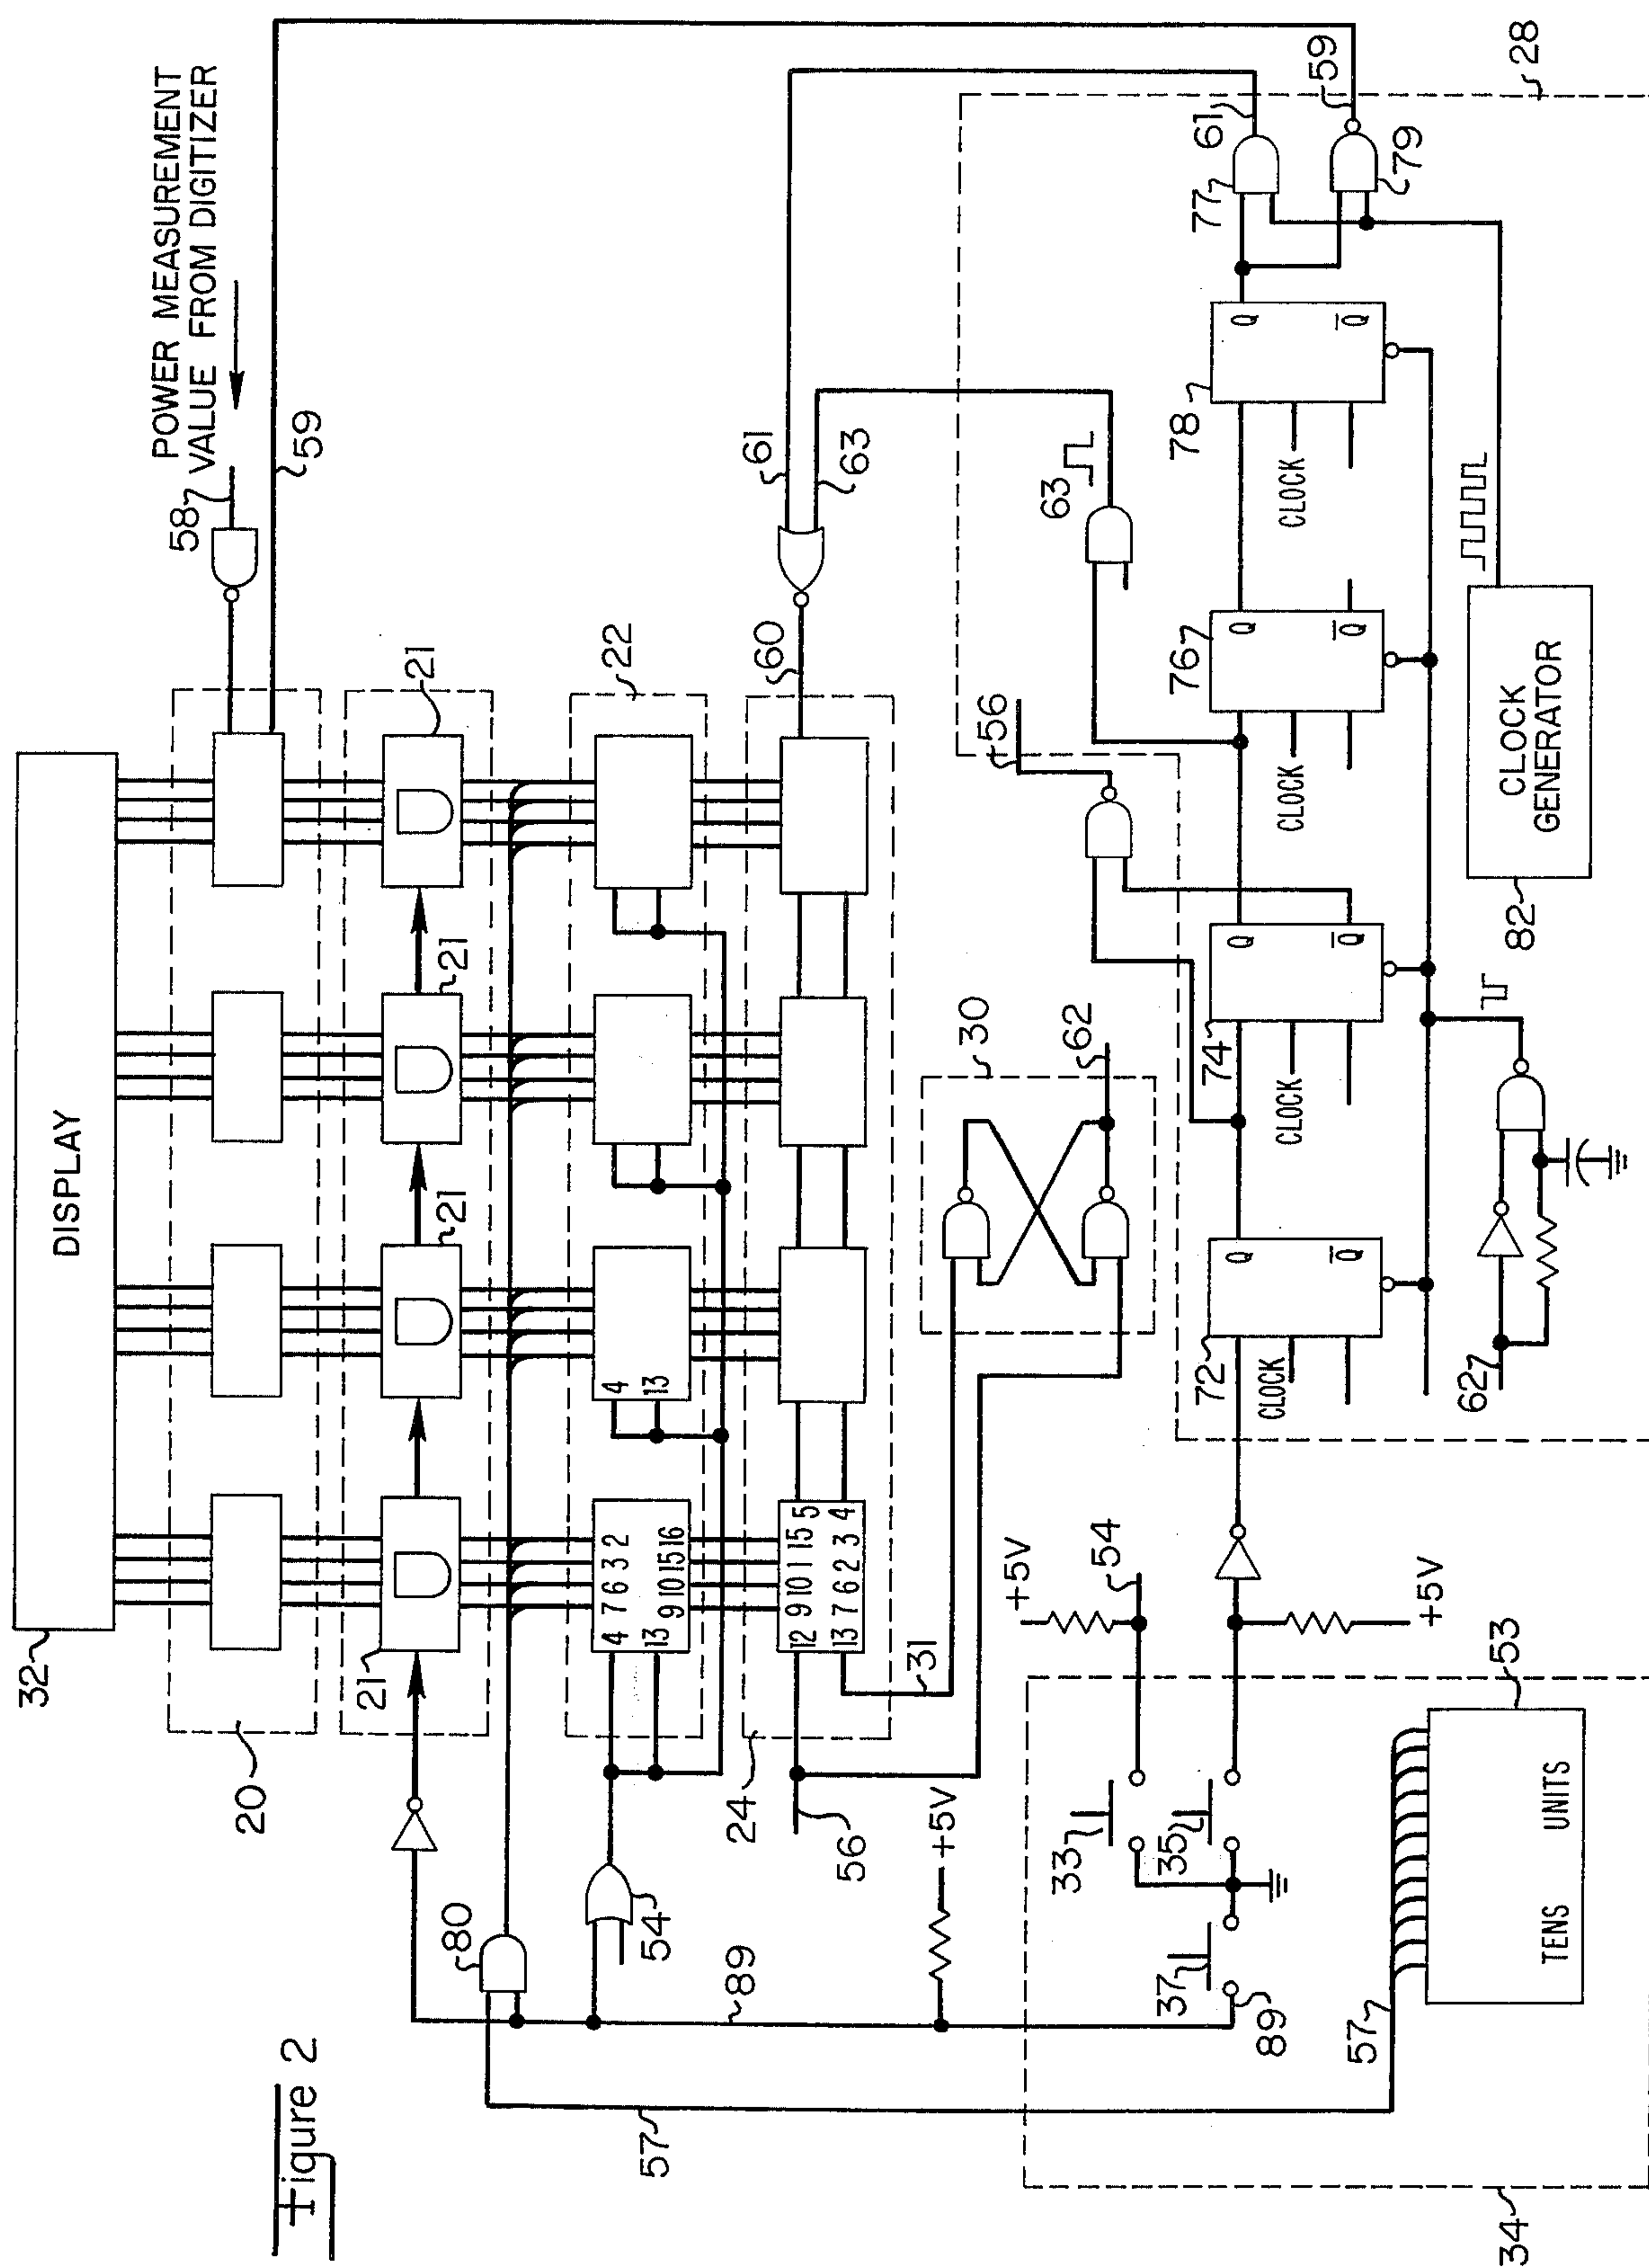 Figure 2
32
DISPLAY
POWER MEASUREMENT
VALUE FROM DIGITIZER
58
59
20
21
21
21
21
80
22
4 7 6 3 2
13 9 10 15 16
4
13
54
24
12 9 10 1 15 5
13 7 6 2 3 4
60
61
63
56
31
30
62
89
+5V
57
34
33
35
37
89
57
53
TENS UNITS
+5V
54
+5V
28
72
Q
Q
CLOCK
74
Q
Q
CLOCK
56
76
Q
Q
CLOCK
63
78
Q
Q
CLOCK
77
61
59
79
62
82
CLOCK
GENERATOR